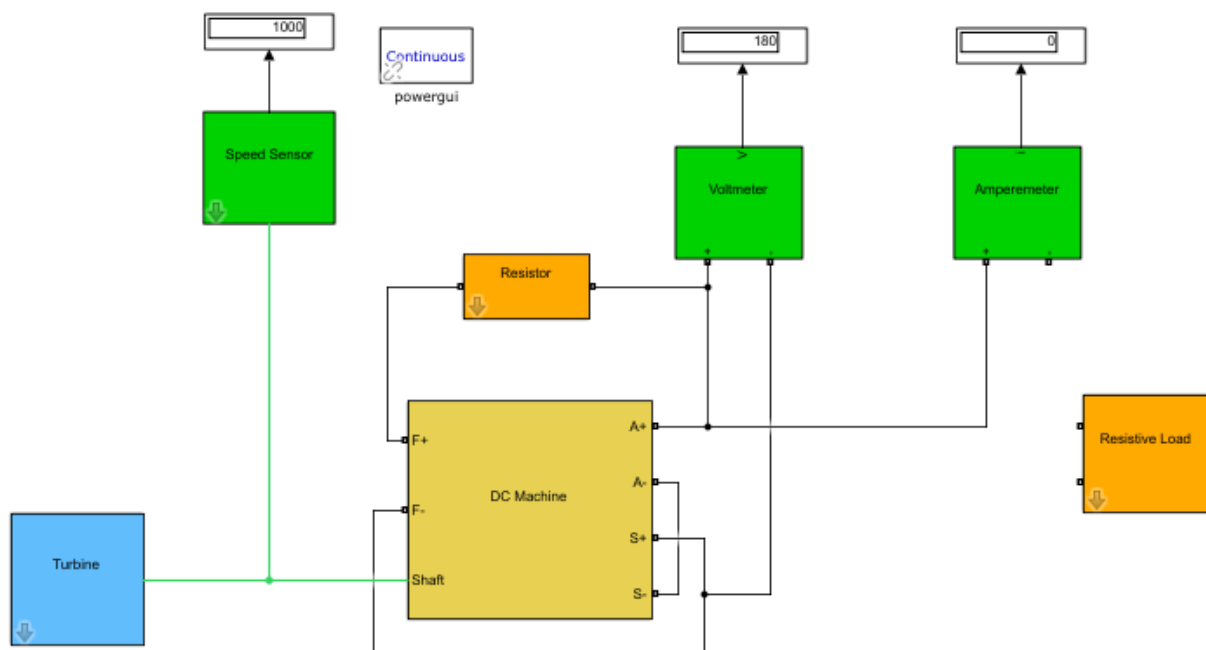 1000
Continuous
powergui
180
0
Speed Sensor
v
Voltmeter
+ -
i
Amperemeter
+ -
Resistor
F+
A+
Resistive Load
A-
DC Machine
F-
S+
Turbine
Shaft
S-